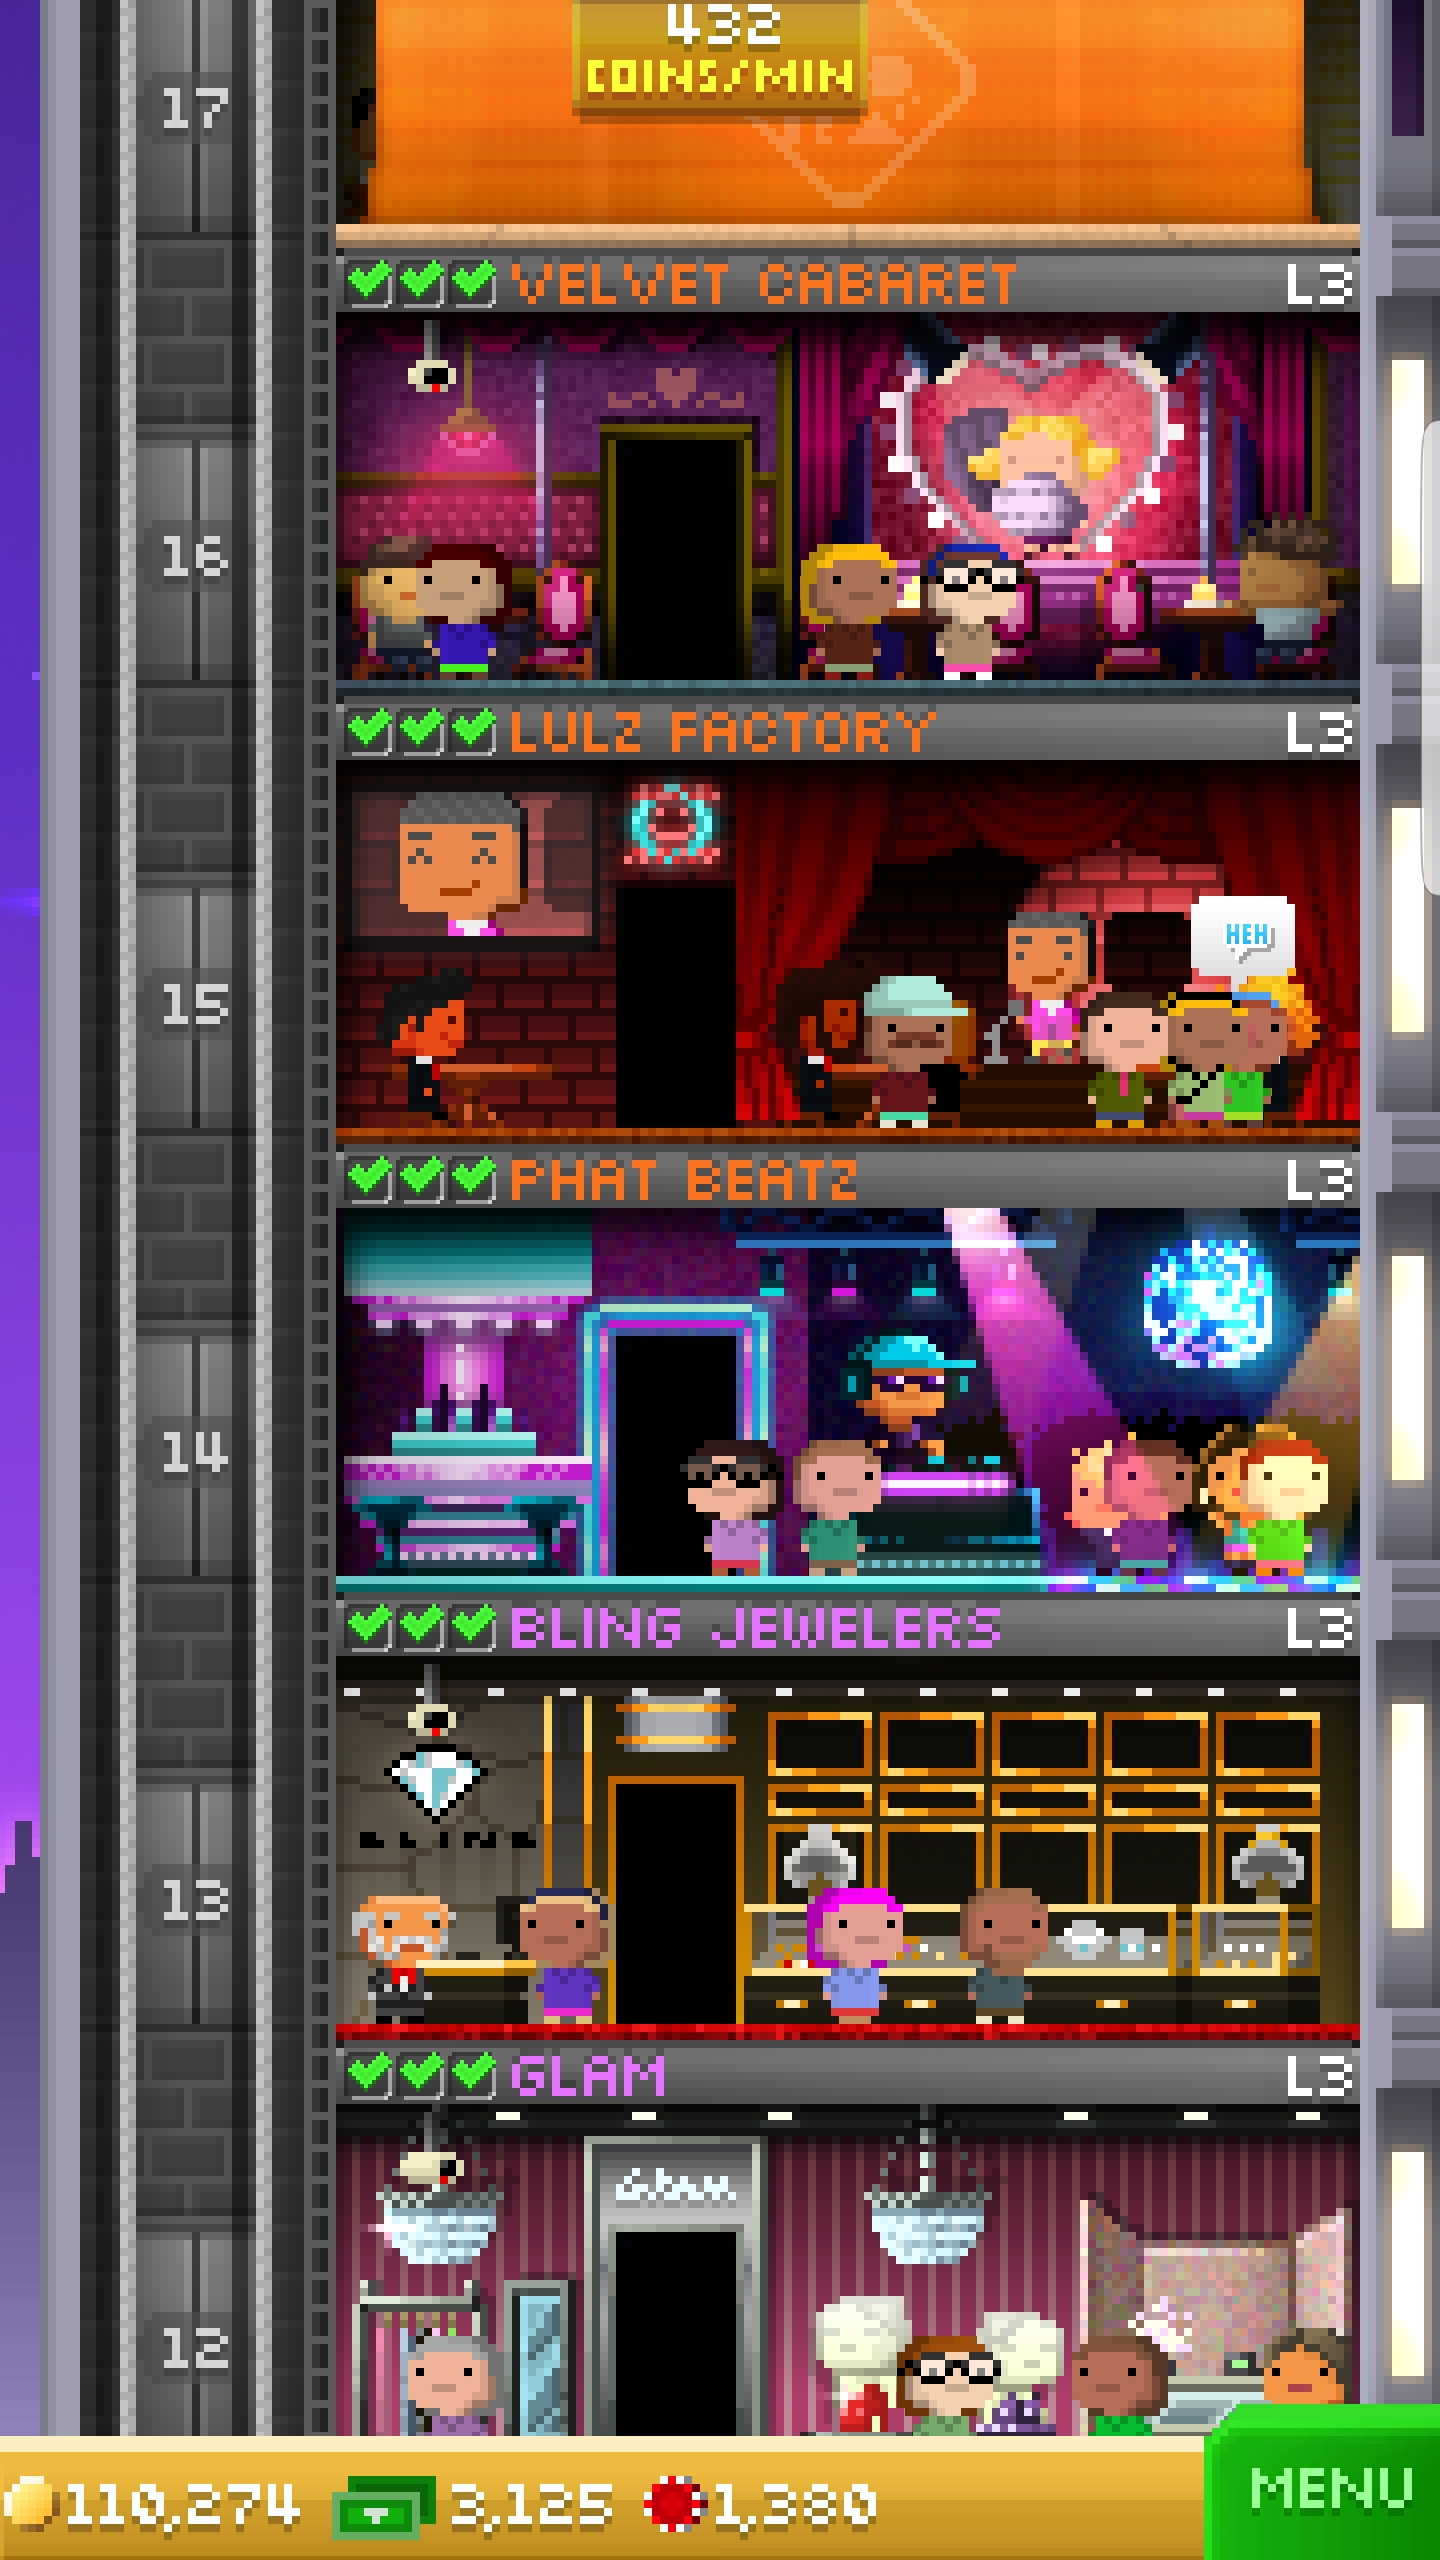 432
COINS/MIN
17
VELVET CABARET L3
16
LULZ FACTORY L3
HEH
15
PHAT BEATZ L3
14
BLING JEWELERS L3
BLING
13
GLAM L3
Glam
12
110,274 3,125 1,380
MENU